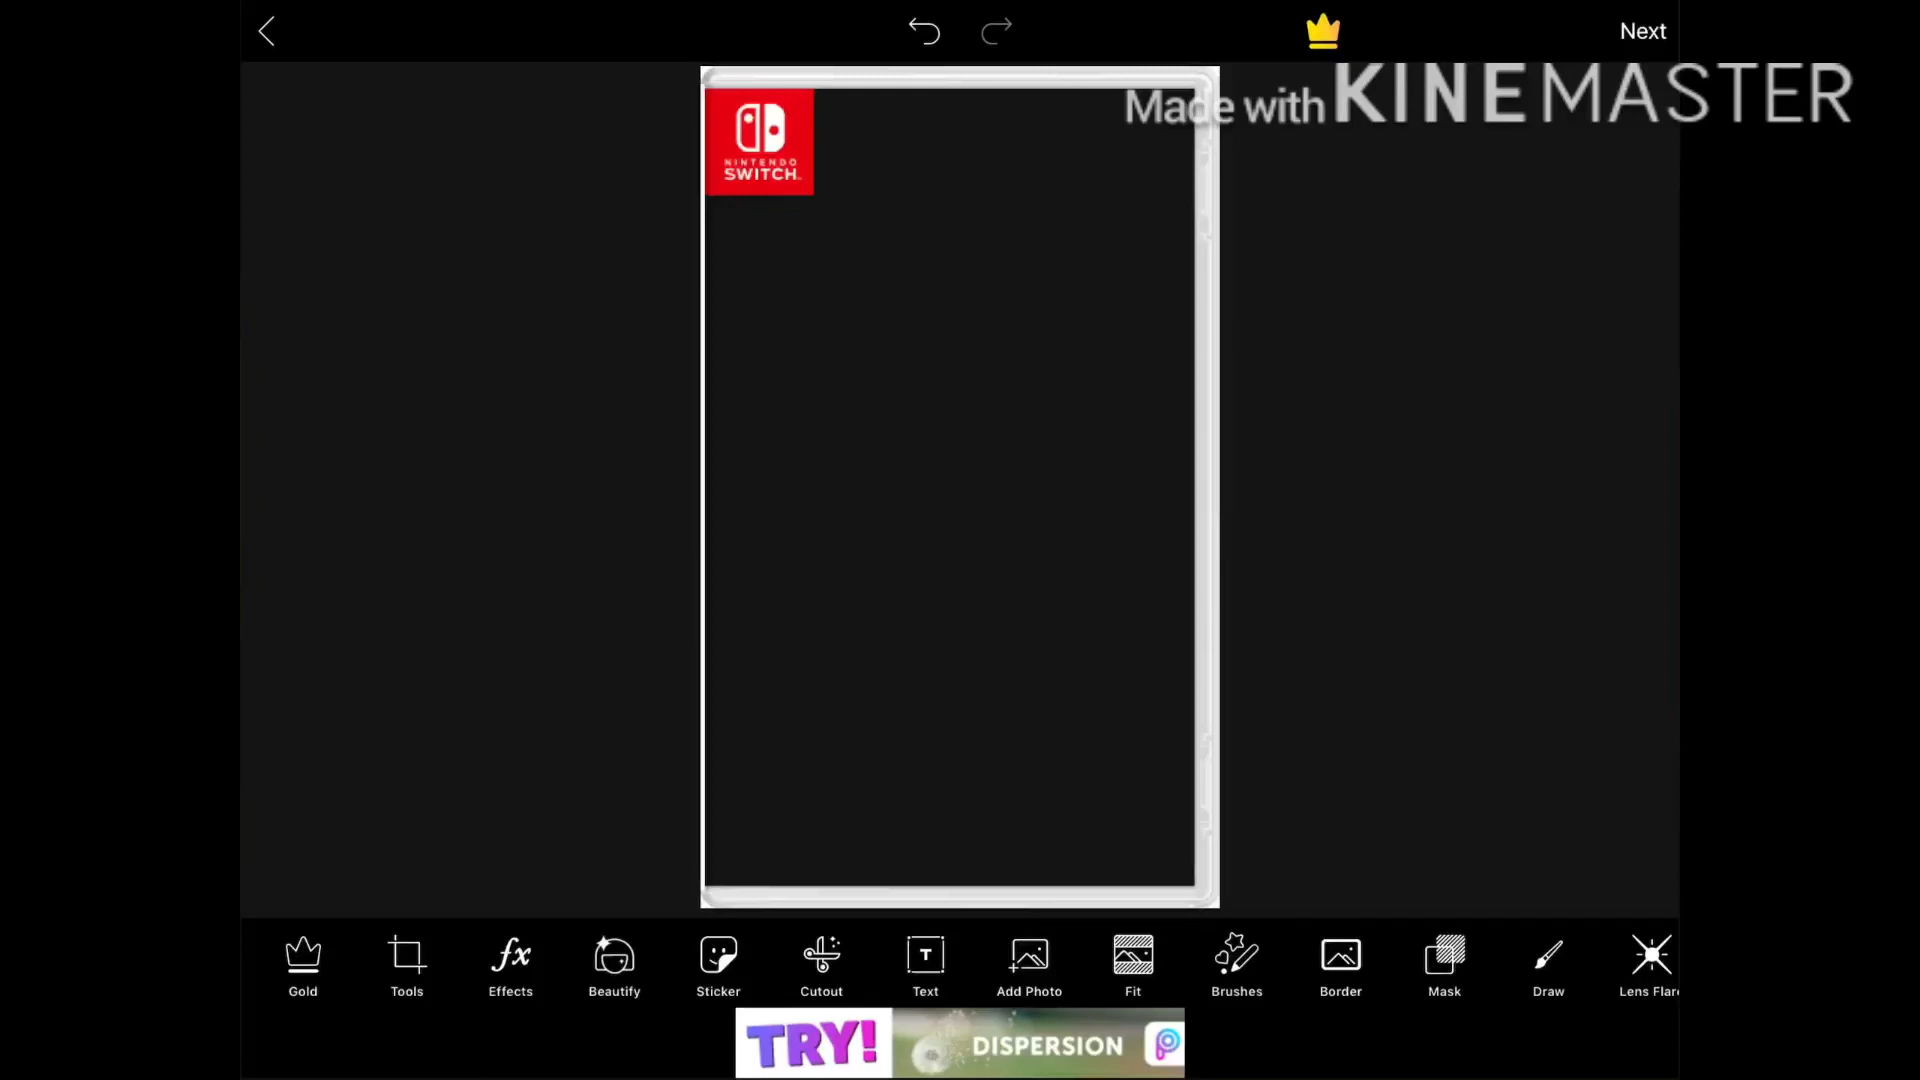 Next
Made with KINEMASTER
NINTENDO
SWITCH™
Gold
Tools
Effects
Beautify
Sticker
Cutout
Text
Add Photo
Fit
Brushes
Border
Mask
Draw
Lens Flar
TRY!
DISPERSION